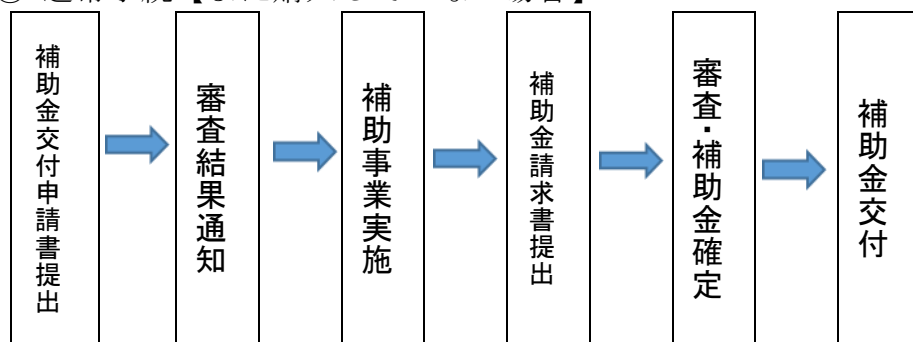 補助金交付申請書提出
審査結果通知
補助事業実施
補助金請求書提出
審査・補助金確定
補助金交付